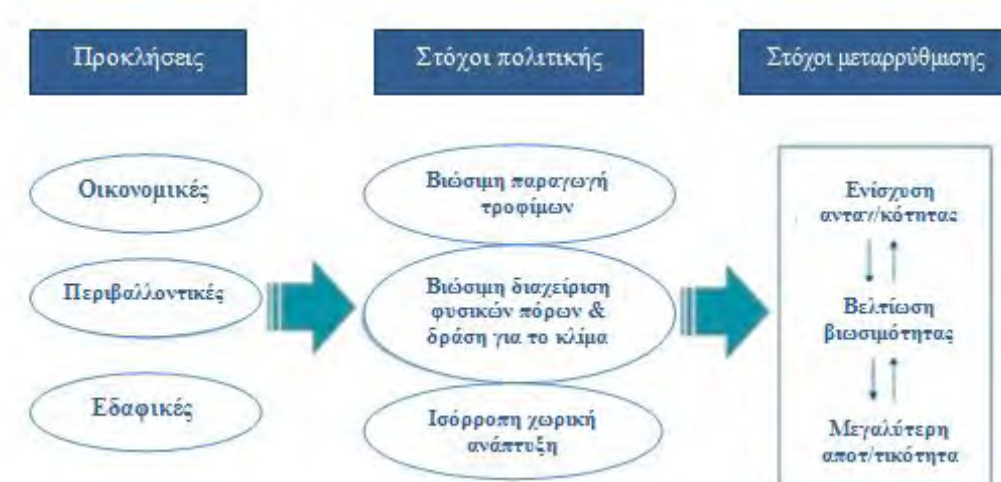 Προκλήσεις
Στόχοι πολιτικής
Στόχοι μεταρρύθμισης
Οικονομικές
Περιβαλλοντικές
Εδαφικές
Βιώσιμη παραγωγή
τροφίμων
Βιώσιμη διαχείριση
φυσικών πόρων &
δράση για το κλίμα
Ισόρροπη χωρική
ανάπτυξη
Ενίσχυση
ανταγ/κότητας
Βελτίωση
βιωσιμότητας
Μεγαλύτερη
αποτ/τικότητα